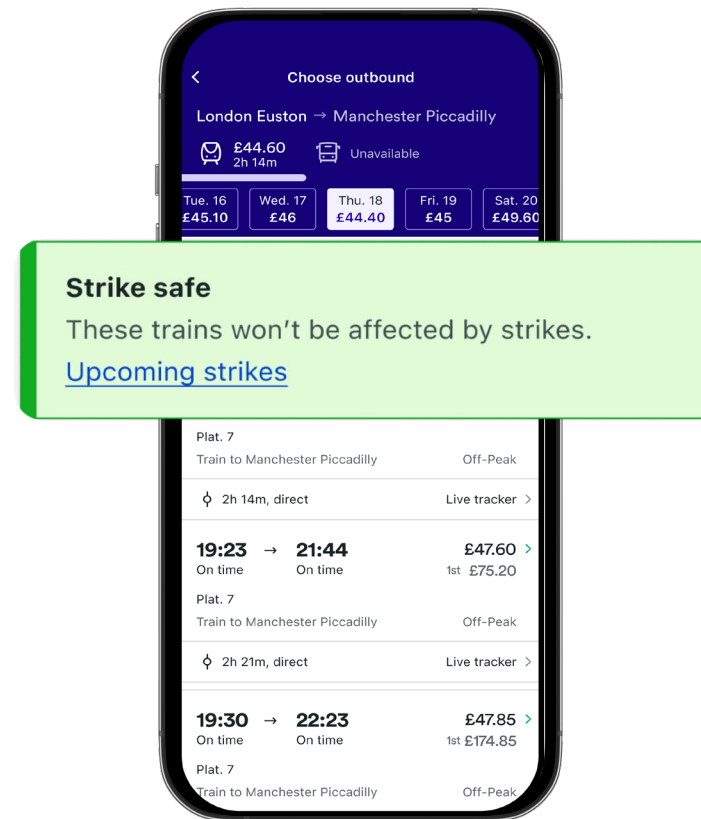 Choose outbound
London Euston → Manchester Piccadilly
£44.60
2h 14m
Unavailable
Tue. 16 Wed. 17 Thu. 18 Fri. 19 Sat. 20
£45.10 £46 £44.40 £45 £49.60
Strike safe
These trains won’t be affected by strikes.
Upcoming strikes
Plat. 7
Train to Manchester Piccadilly Off-Peak
2h 14m, direct Live tracker
19:23 → 21:44 £47.60
On time On time 1st £75.20
Plat. 7
Train to Manchester Piccadilly Off-Peak
2h 21m, direct Live tracker
19:30 → 22:23 £47.85
On time On time 1st £174.85
Plat. 7
Train to Manchester Piccadilly Off-Peak